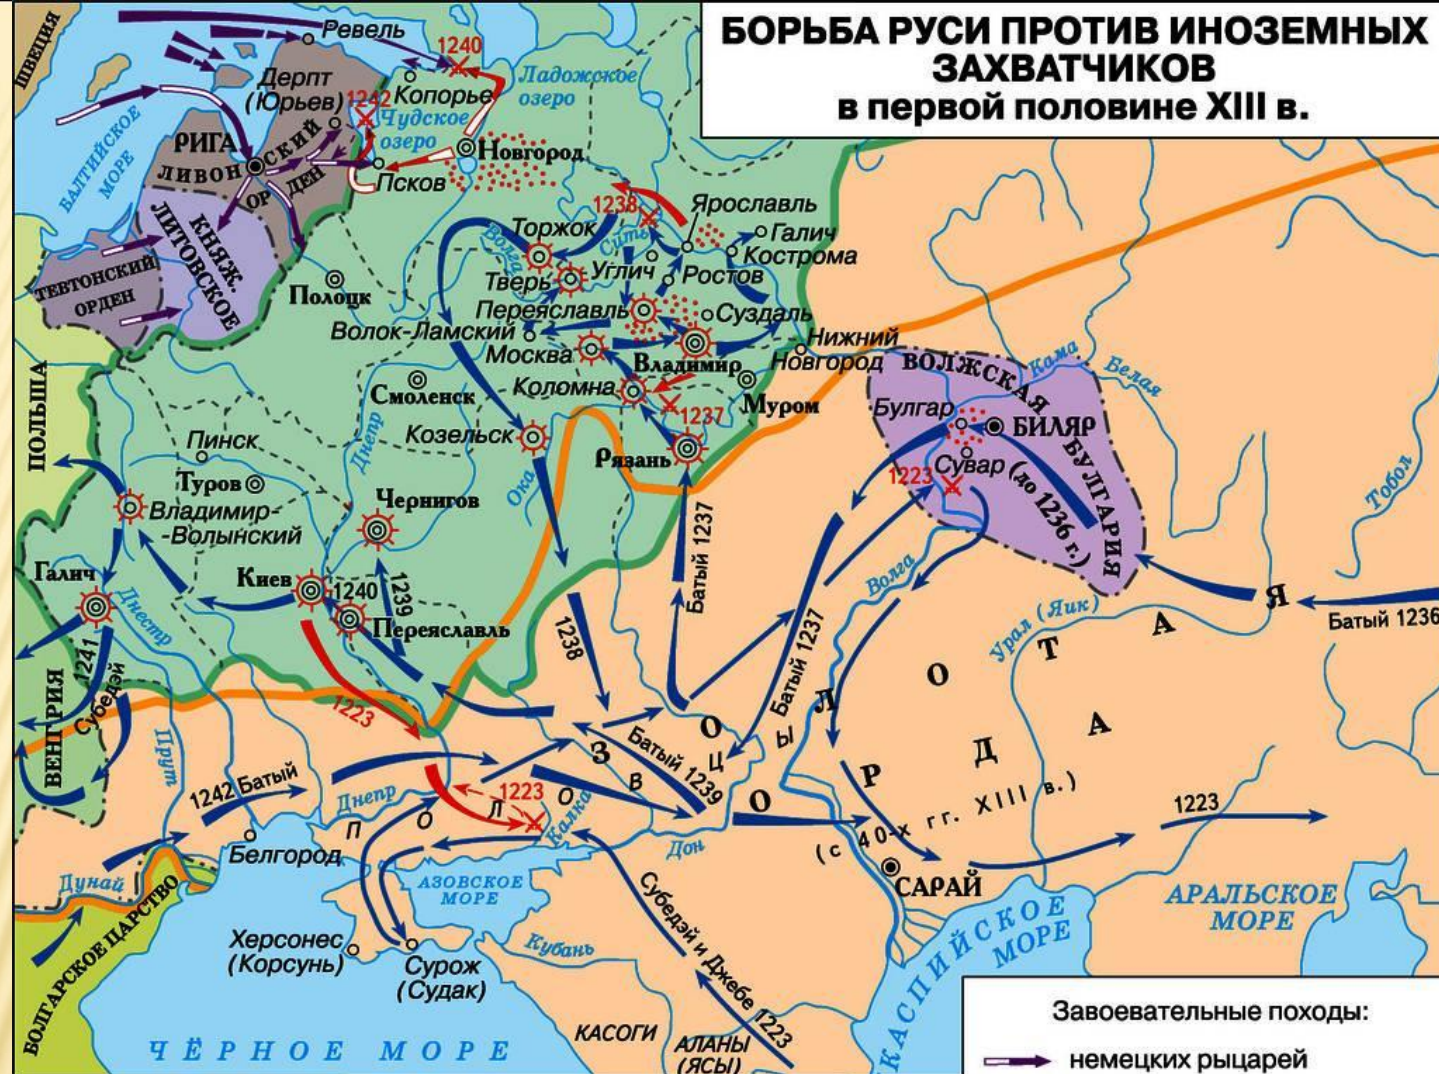 БОРЬБА РУСИ ПРОТИВ ИНОЗЕМНЫХ
ЗАХВАТЧИКОВ
в первой половине XIII в.
ШВЕЦИЯ
Ревель
1240
Ладожское
озеро
Дерпт
(Юрьев)
1242
Копорье
Чудское
озеро
БАЛТИЙСКОЕ
МОРЕ
РИГА
ЛИВОНСКИЙ
ОРДЕН
Новгород
Псков
КНЯЖ.
ЛИТОВСКОЕ
ТЕВТОНСКИЙ
ОРДЕН
1238
Ярославль
Торжок
Волга
Сить
Галич
Кострома
Тверь
Углич
Ростов
Полоцк
Переяславль
Суздаль
Волок-Ламский
Москва
Владимир
Нижний
Новгород
Коломна
1237
Муром
Смоленск
Днепр
Козельск
Ока
Рязань
ВОЛЖСКАЯ
БУЛГАРИЯ
(до 1236 г.)
Кама
Белая
Булгар
БИЛЯР
Сувар
1223
Тобол
ПОЛЬША
Пинск
Туров
Владимир-
-Волынский
Чернигов
Галич
Днестр
Киев
1240
1239
Переяславль
1238
Батый 1237
Батый 1237
Волга
Урал (Яик)
Батый 1236
ЗОЛОТАЯ
ОРДА
(с 40-х гг. XIII в.)
1241
Субедэй
ВЕНГРИЯ
1223
Прут
1242 Батый
Днепр
ПОЛОВЦЫ
1223
Калка
Батый 1239
Дон
1223
Белгород
Дунай
БОЛГАРСКОЕ ЦАРСТВО
АЗОВСКОЕ
МОРЕ
САРАЙ
АРАЛЬСКОЕ
МОРЕ
Херсонес
(Корсунь)
Сурож
(Судак)
Кубань
Субедэй и Джебе 1223
КАСПИЙСКОЕ
МОРЕ
КАСОГИ
АЛАНЫ
(ЯСЫ)
ЧЁРНОЕ МОРЕ
Завоевательные походы:
немецких рыцарей